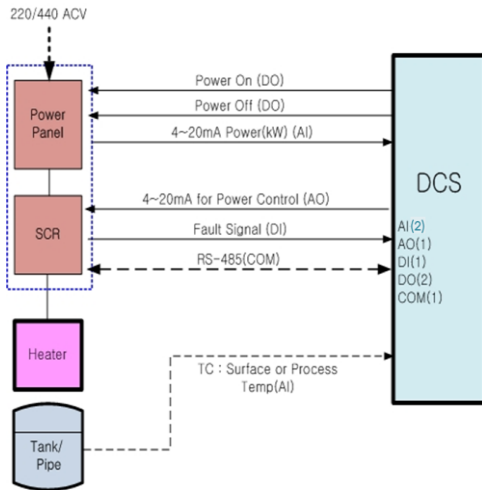 220/440 ACV
Power
Panel
Power On (DO)
Power Off (DO)
4~20mA Power(kW) (AI)
DCS
4~20mA for Power Control (AO)
SCR
Fault Signal (DI)
RS-485(COM)
AI(2)
AO(1)
DI(1)
DO(2)
COM(1)
Heater
TC : Surface or Process
Temp(AI)
Tank/
Pipe